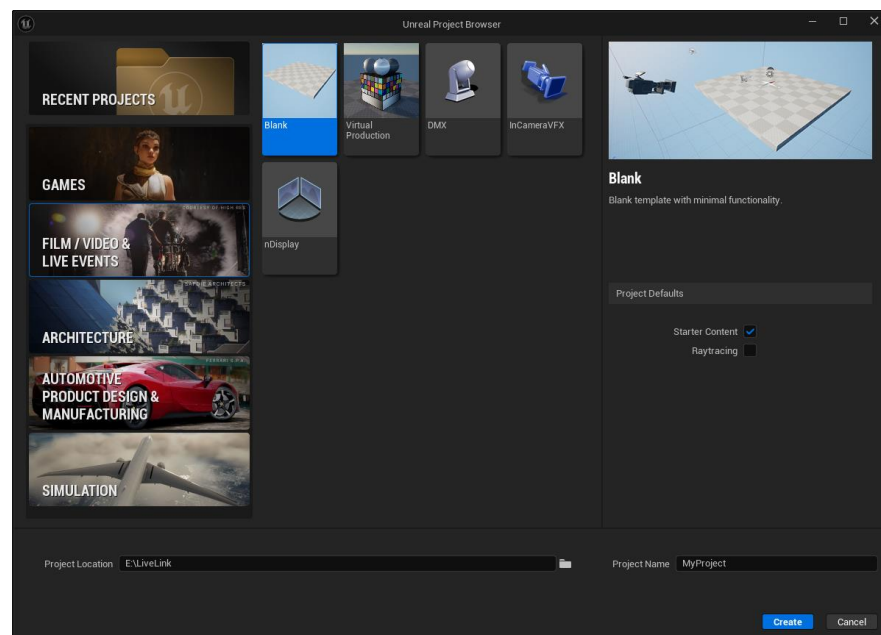 Unreal Project Browser
RECENT PROJECTS
GAMES
FILM / VIDEO &
LIVE EVENTS
ARCHITECTURE
AUTOMOTIVE
PRODUCT DESIGN &
MANUFACTURING
SIMULATION
Blank
Virtual
Production
DMX
InCameraVFX
nDisplay
Blank
Blank template with minimal functionality.
Project Defaults
Starter Content
Raytracing
Project Location
E:\LiveLink
Project Name
MyProject
Create
Cancel